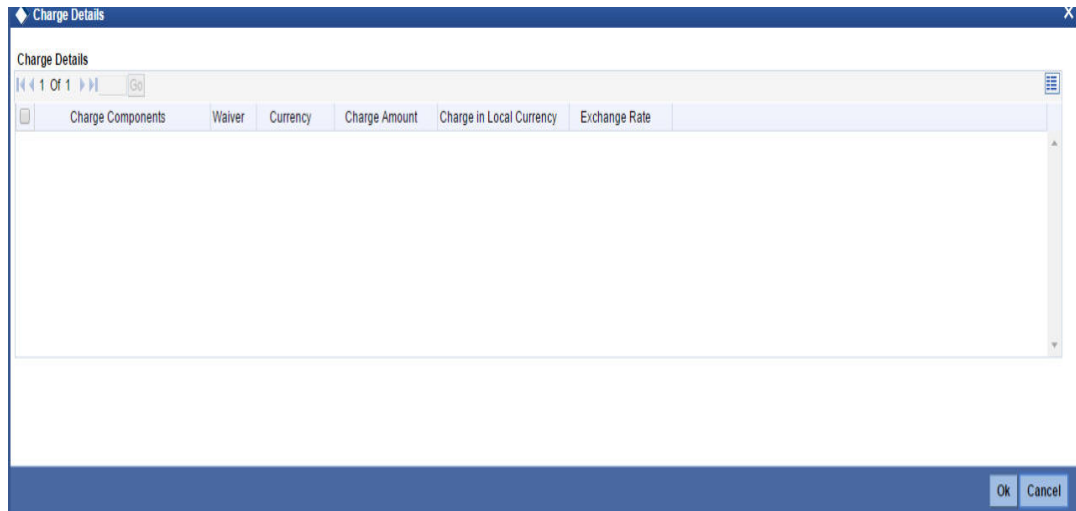 Charge Details X
Charge Details
1 Of 1 Go
Charge Components Waiver Currency Charge Amount Charge in Local Currency Exchange Rate
Ok Cancel